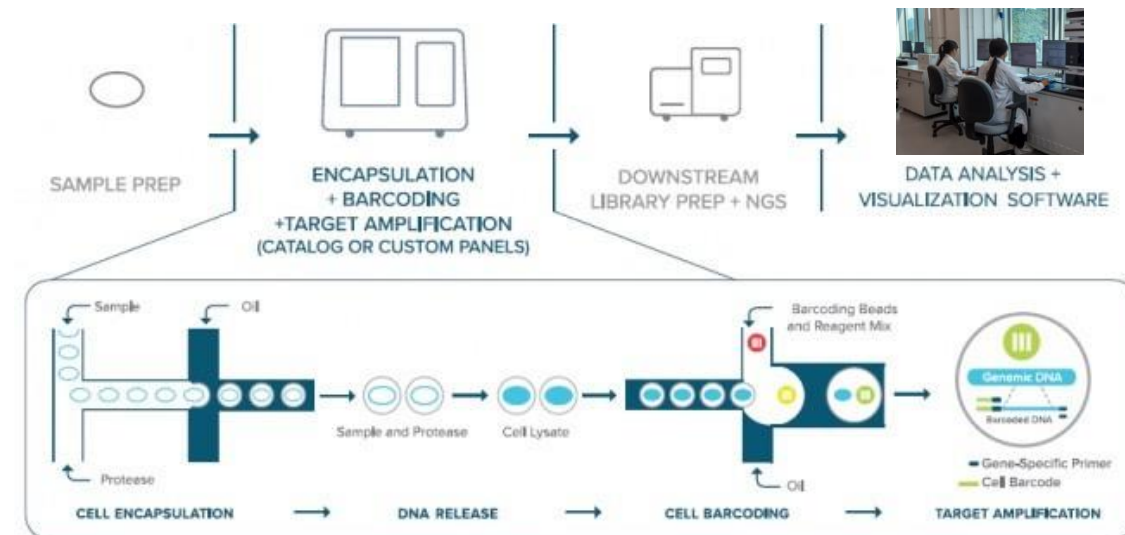 SAMPLE PREP
ENCAPSULATION
+ BARCODING
+TARGET AMPLIFICATION
(CATALOG OR CUSTOM PANELS)
DOWNSTREAM
LIBRARY PREP + NGS
DATA ANALYSIS +
VISUALIZATION SOFTWARE
Sample
Oil
Protease
Sample and Protease
Cell Lysate
Barcoding Beads
and Reagent Mix
Oil
Genomic DNA
Barcoded DNA
Gene-Specific Primer
Cell Barcode
CELL ENCAPSULATION
DNA RELEASE
CELL BARCODING
TARGET AMPLIFICATION